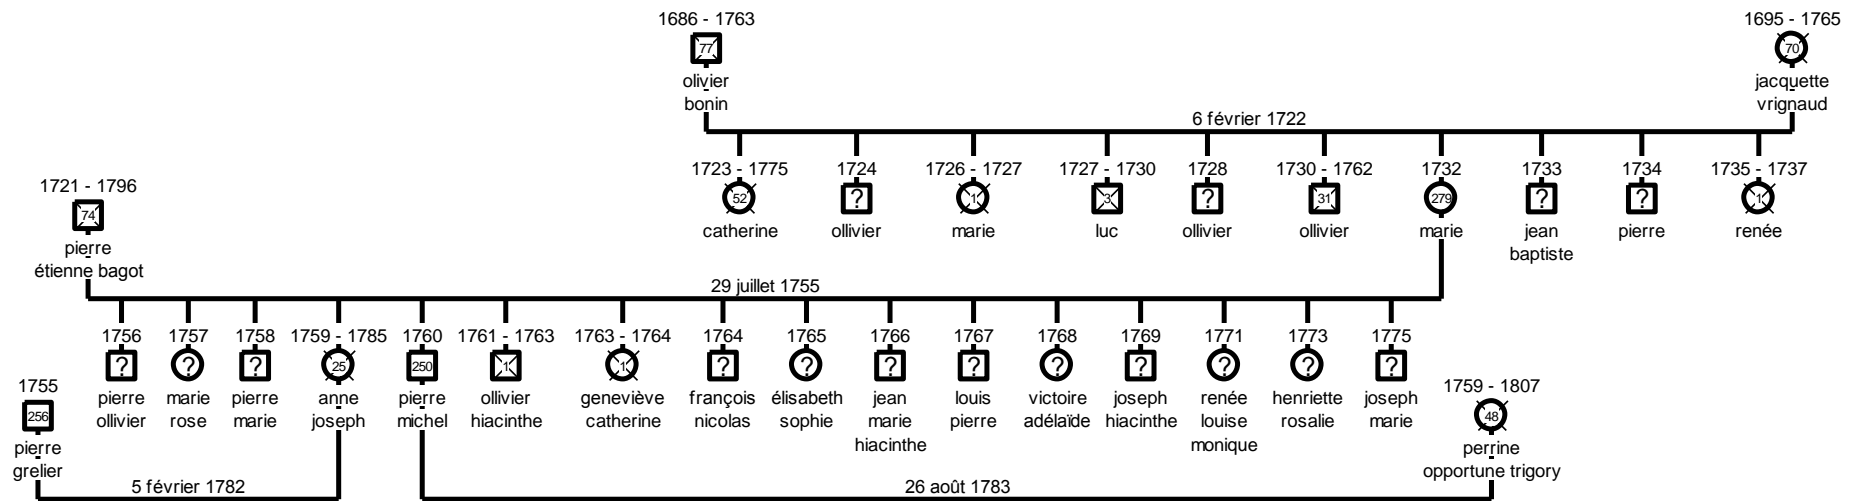 1686 - 1763 1695 - 1765
77 70
olivier jacquette
bonin vrignaud
6 février 1722
1723 - 1775 1724 1726 - 1727 1727 - 1730 1728 1730 - 1762 1732 1733 1734 1735 - 1737
52 ? 1 3 ? 31 279 ? ? 1
catherine ollivier marie luc ollivier ollivier marie jean pierre renée
baptiste
1721 - 1796
74
pierre
étienne bagot
29 juillet 1755
1756 1757 1758 1759 - 1785 1760 1761 - 1763 1763 - 1764 1764 1765 1766 1767 1768 1769 1771 1773 1775
? ? ? 25 250 1 1 ? ? ? ? ? ? ? ? ?
pierre marie pierre anne pierre ollivier geneviève françois élisabeth jean louis victoire joseph renée henriette joseph
ollivier rose marie joseph michel hiacinthe catherine nicolas sophie marie pierre adélaïde hiacinthe louise rosalie marie
hiacinthe monique
1755 1759 - 1807
256 48
pierre perrine
grelier opportune trigory
5 février 1782 26 août 1783